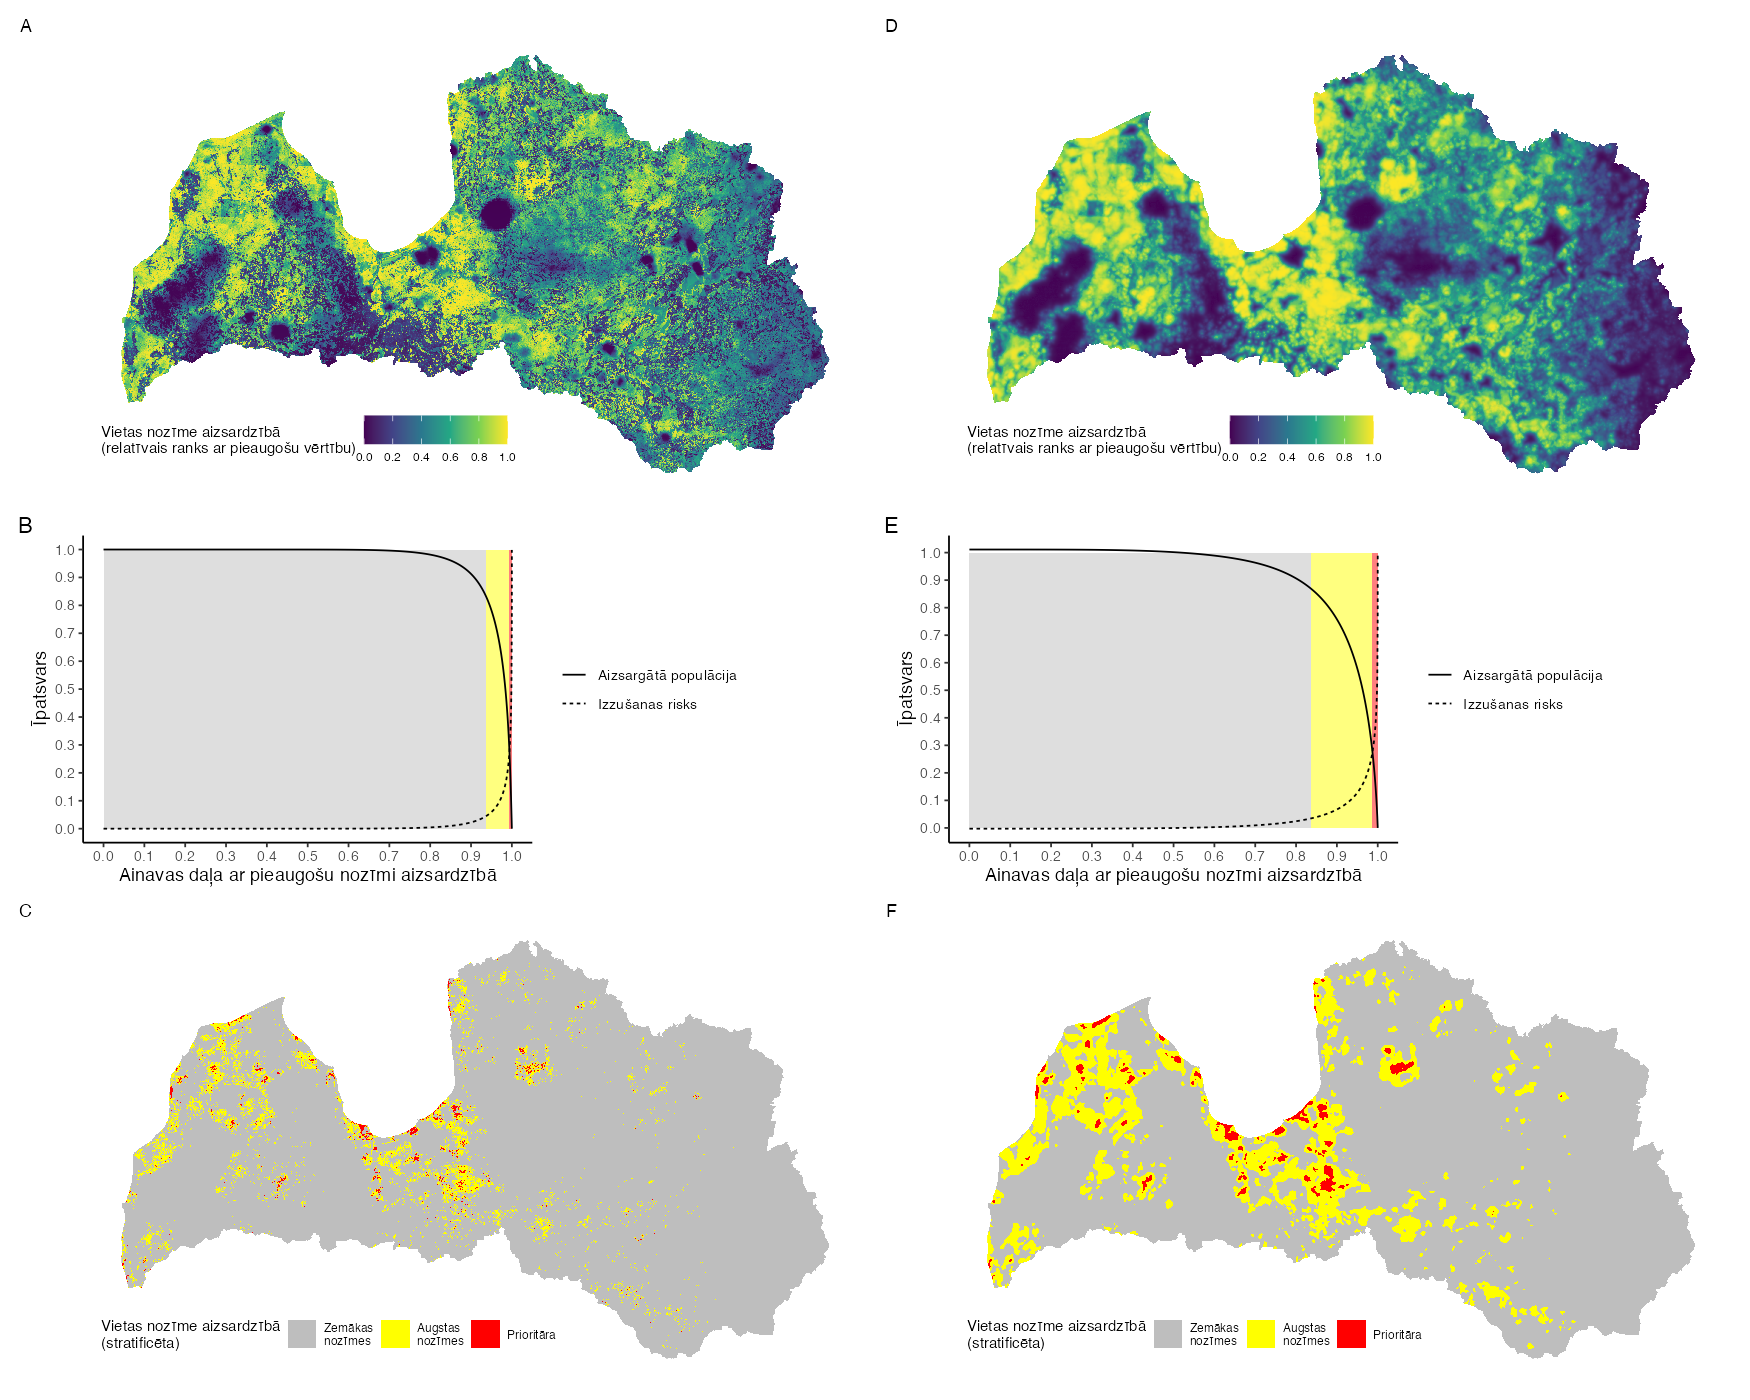 A
Vietas nozīme aizsardzībā
(relatīvais ranks ar pieaugošu vērtību)
0.0 0.2 0.4 0.6 0.8 1.0
D
Vietas nozīme aizsardzībā
(relatīvais ranks ar pieaugošu vērtību)
0.0 0.2 0.4 0.6 0.8 1.0
B
Īpatsvars
1.0
0.9
0.8
0.7
0.6
0.5
0.4
0.3
0.2
0.1
0.0
0.0 0.1 0.2 0.3 0.4 0.5 0.6 0.7 0.8 0.9 1.0
Ainavas daļa ar pieaugošu nozīmi aizsardzībā
Aizsargātā populācija
Izzušanas risks
E
Īpatsvars
1.0
0.9
0.8
0.7
0.6
0.5
0.4
0.3
0.2
0.1
0.0
0.0 0.1 0.2 0.3 0.4 0.5 0.6 0.7 0.8 0.9 1.0
Ainavas daļa ar pieaugošu nozīmi aizsardzībā
Aizsargātā populācija
Izzušanas risks
C
Vietas nozīme aizsardzībā
(stratificēta)
Zemākas
nozīmes
Augstas
nozīmes
Prioritāra
F
Vietas nozīme aizsardzībā
(stratificēta)
Zemākas
nozīmes
Augstas
nozīmes
Prioritāra